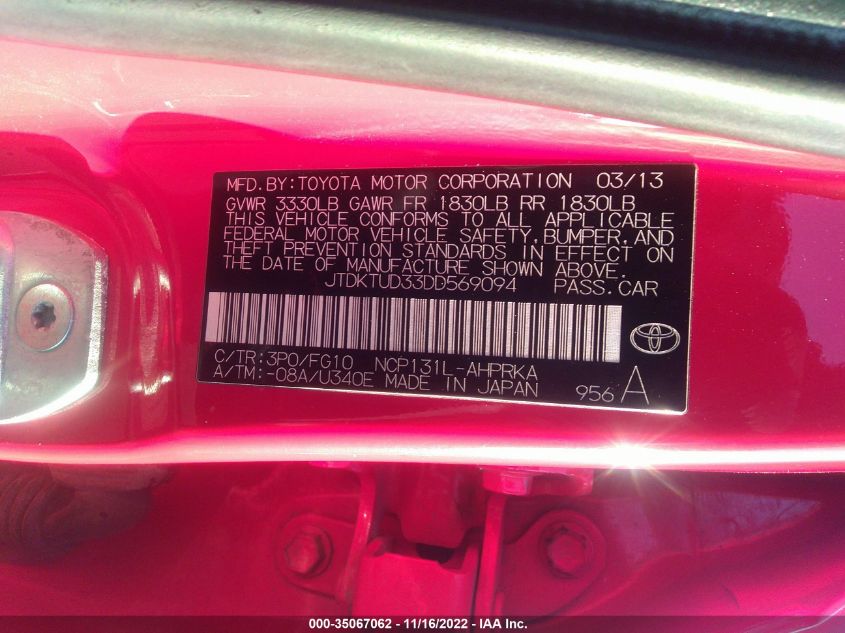 MFD.BY:TOYOTA MOTOR CORPORATION 03/13
GVWR 3330LB GAWR FR 1830LB RR 1830LB
THIS VEHICLE CONFORMS TO ALL APPLICABLE
FEDERAL MOTOR VEHICLE SAFETY,BUMPER,AND
THEFT PREVENTION STANDARDS IN EFFECT ON
THE DATE OF MANUFACTURE SHOWN ABOVE.
JTDKTUD33DD569094 PASS.CAR
C/TR:3P0/FG10 NCP131L-AHPRKA
A/TM:-08A/U340E MADE IN JAPAN 956 A
000-35067062 - 11/16/2022 - IAA Inc.